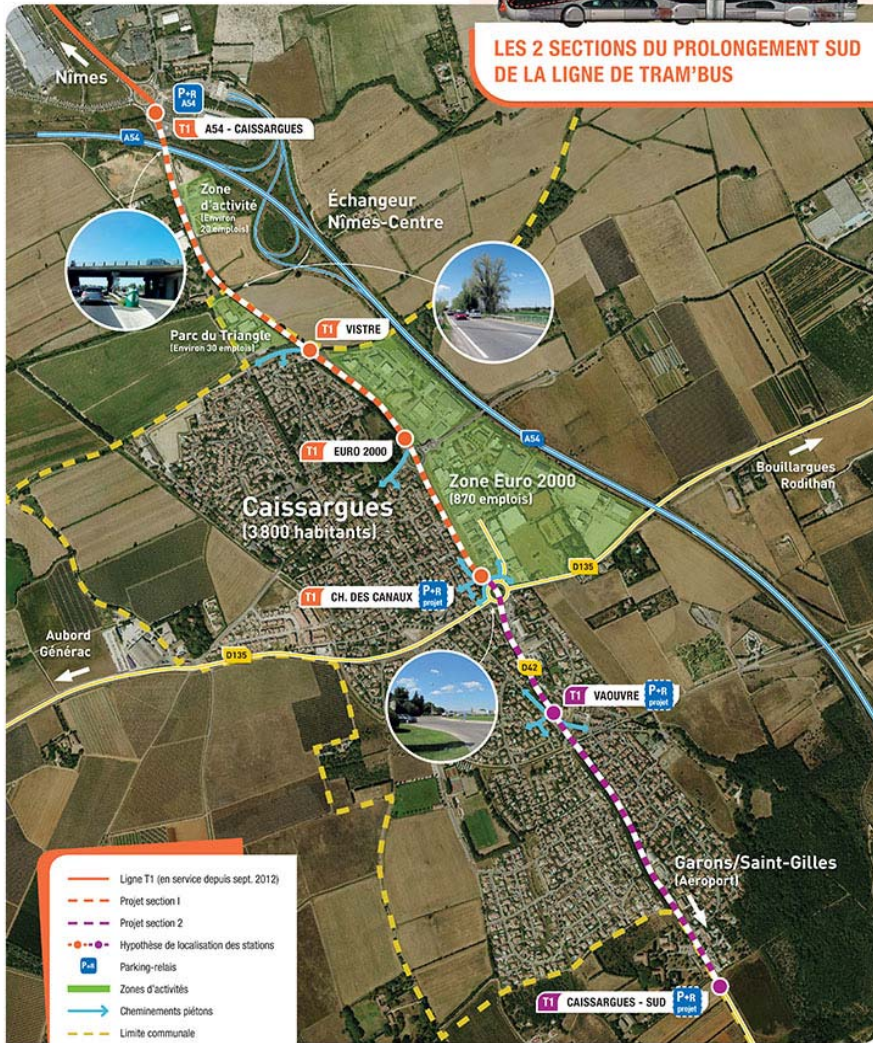 LES 2 SECTIONS DU PROLONGEMENT SUD
DE LA LIGNE DE TRAM'BUS
Nîmes
P+R
A54
T1 A54 - CAISSARGUES
A54
Zone
d'activité
(Environ
20 emplois)
Échangeur
Nîmes-Centre
Parc du Triangle
(Environ 30 emplois)
T1 VISTRE
T1 EURO 2000
A54
Zone Euro 2000
(870 emplois)
Bouillargues
Rodilhan
Caissargues
(3800 habitants)
D135
T1 CH. DES CANAUX
P+R
projet
Aubord
Générac
D135
D42
T1 VAOUVRE
P+R
projet
Garons/Saint-Gilles
(Aéroport)
T1 CAISSARGUES - SUD
P+R
projet
Ligne T1 (en service depuis sept. 2012)
Projet section 1
Projet section 2
Hypothèse de localisation des stations
P+R Parking-relais
Zones d'activités
Cheminements piétons
Limite communale